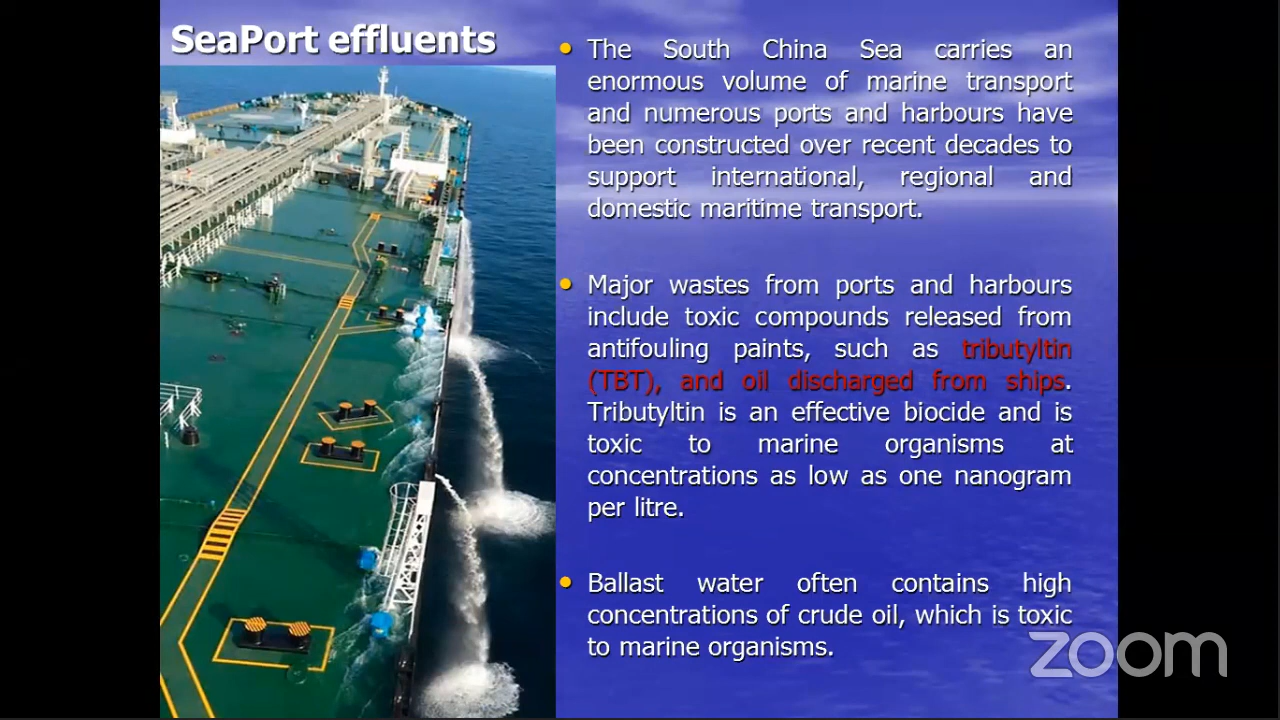 SeaPort effluents
• The South China Sea carries an
enormous volume of marine transport
and numerous ports and harbours have
been constructed over recent decades to
support international, regional and
domestic maritime transport.
• Major wastes from ports and harbours
include toxic compounds released from
antifouling paints, such as tributyltin
(TBT), and oil discharged from ships.
Tributyltin is an effective biocide and is
toxic to marine organisms at
concentrations as low as one nanogram
per litre.
• Ballast water often contains high
concentrations of crude oil, which is toxic
to marine organisms.
zoom